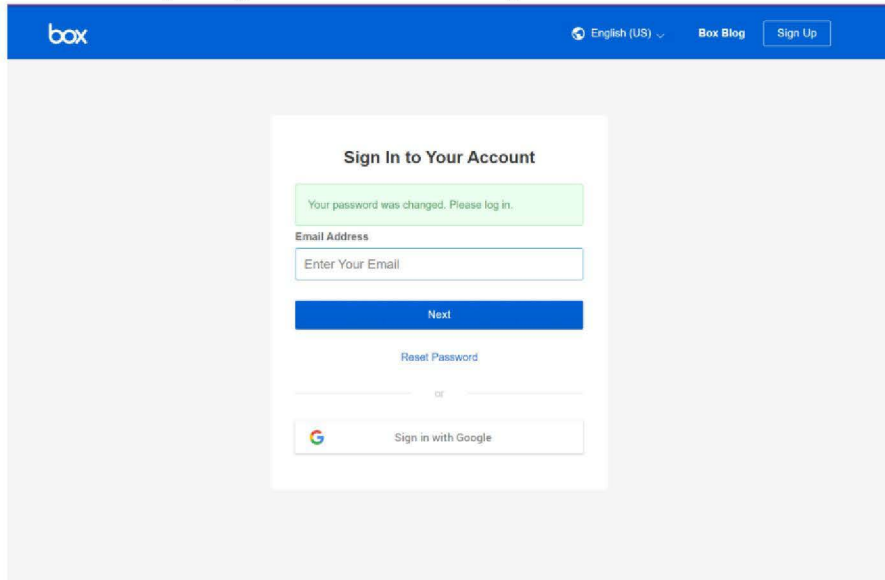 box
English (US)
Box Blog
Sign Up
Sign In to Your Account
Your password was changed. Please log in.
Email Address
Enter Your Email
Next
Reset Password
or
Sign in with Google